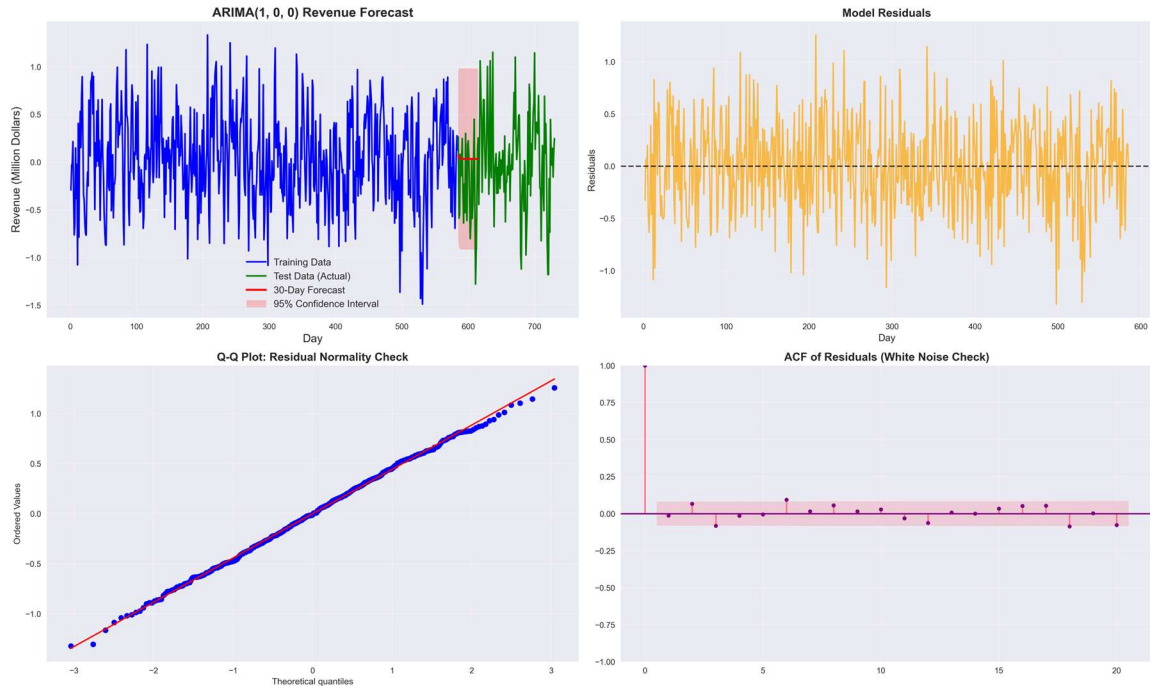 ARIMA(1, 0, 0) Revenue Forecast
Revenue (Million Dollars)
1.0
0.5
0.0
−0.5
−1.0
−1.5
0 100 200 300 400 500 600 700
Day
Training Data
Test Data (Actual)
30-Day Forecast
95% Confidence Interval
Model Residuals
Residuals
1.0
0.5
0.0
−0.5
−1.0
0 100 200 300 400 500 600
Day
Q-Q Plot: Residual Normality Check
Ordered Values
1.0
0.5
0.0
−0.5
−1.0
−3 −2 −1 0 1 2 3
Theoretical quantiles
ACF of Residuals (White Noise Check)
1.00
0.75
0.50
0.25
0.00
−0.25
−0.50
−0.75
−1.00
0 5 10 15 20